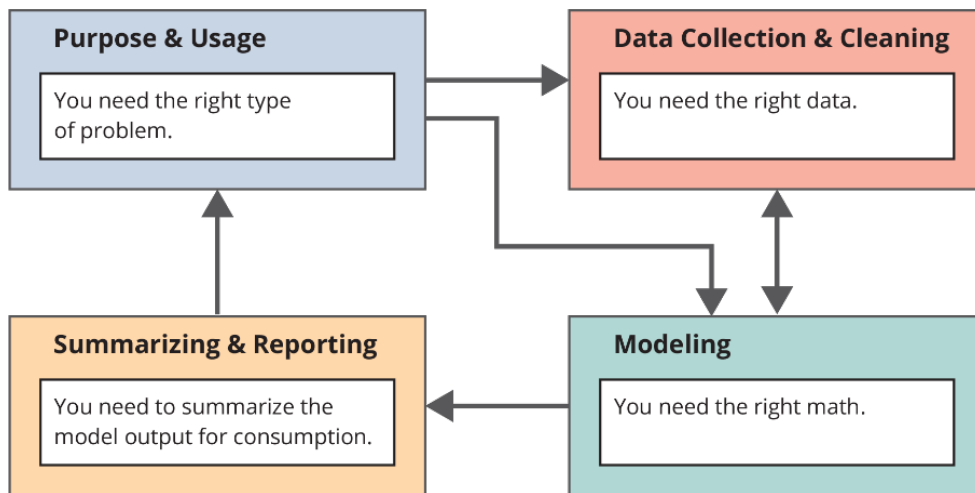 Purpose & Usage
You need the right type
of problem.
Data Collection & Cleaning
You need the right data.
Summarizing & Reporting
You need to summarize the
model output for consumption.
Modeling
You need the right math.